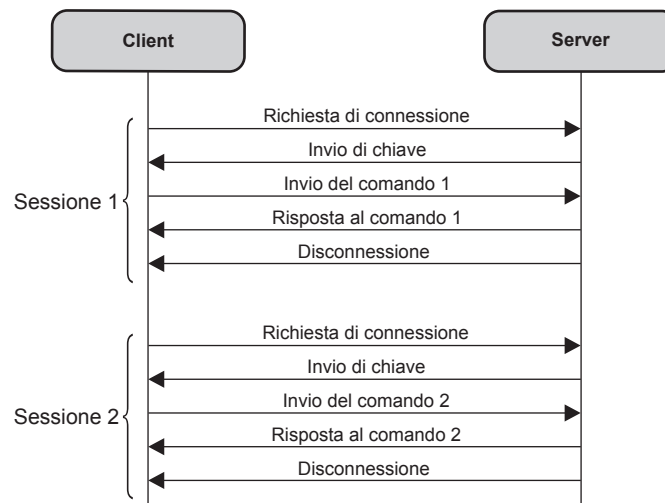 Client
Server
Richiesta di connessione
Invio di chiave
Invio del comando 1
Sessione 1
Risposta al comando 1
Disconnessione
Richiesta di connessione
Invio di chiave
Invio del comando 2
Sessione 2
Risposta al comando 2
Disconnessione